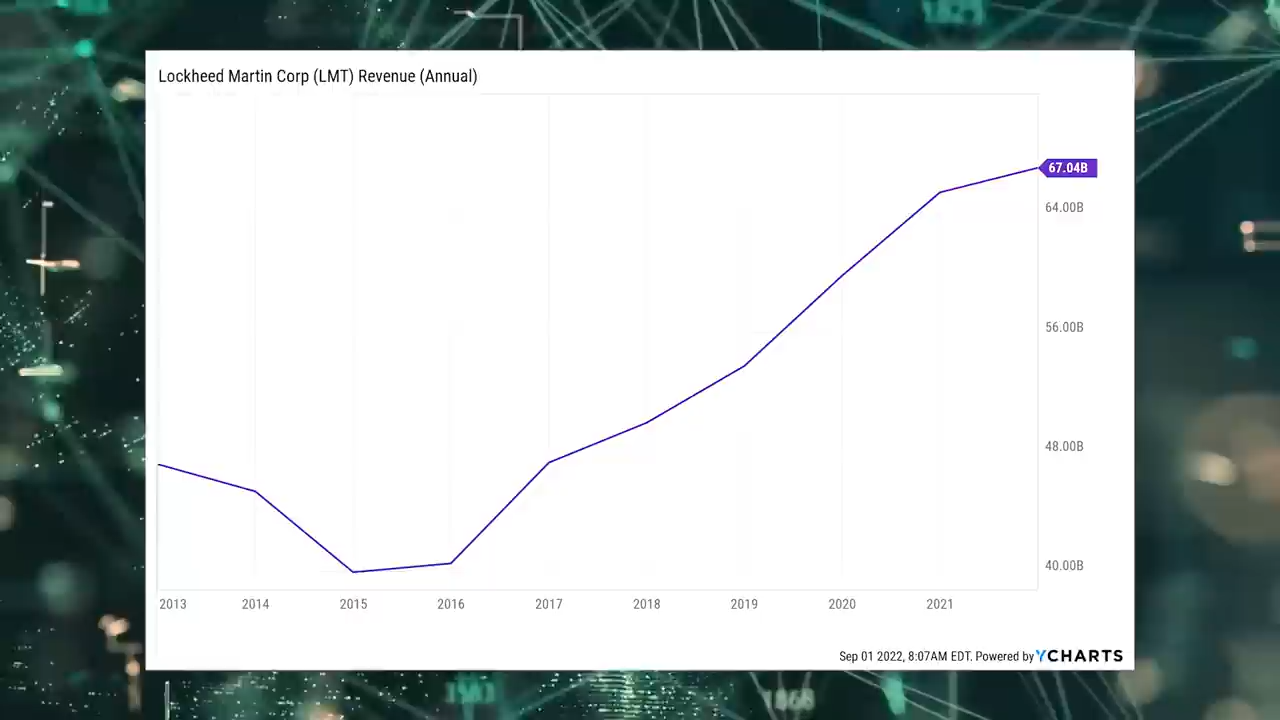 Lockheed Martin Corp (LMT) Revenue (Annual)
67.04B
64.00B
56.00B
48.00B
40.00B
2013 2014 2015 2016 2017 2018 2019 2020 2021
Sep 01 2022, 8:07AM EDT. Powered by YCHARTS